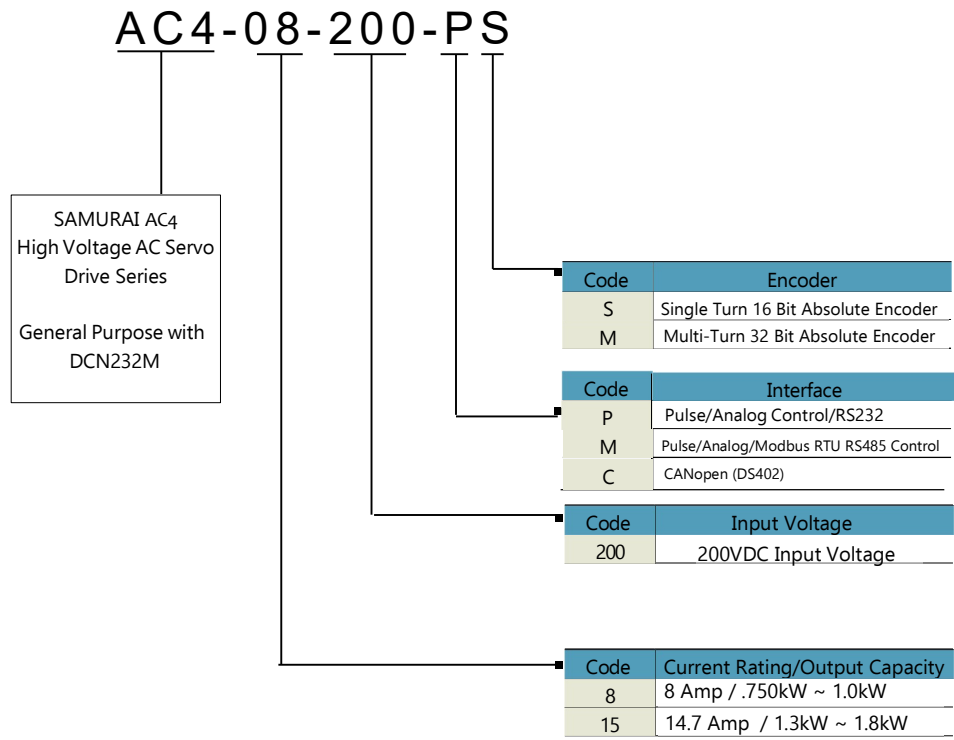 AC4-08-200-PS
SAMURAI AC4
High Voltage AC Servo
Drive Series
General Purpose with
DCN232M
Code Encoder
S Single Turn 16 Bit Absolute Encoder
M Multi-Turn 32 Bit Absolute Encoder
Code Interface
P Pulse/Analog Control/RS232
M Pulse/Analog/Modbus RTU RS485 Control
C CANopen (DS402)
Code Input Voltage
200 200VDC Input Voltage
Code Current Rating/Output Capacity
8 8 Amp / .750kW ~ 1.0kW
15 14.7 Amp / 1.3kW ~ 1.8kW